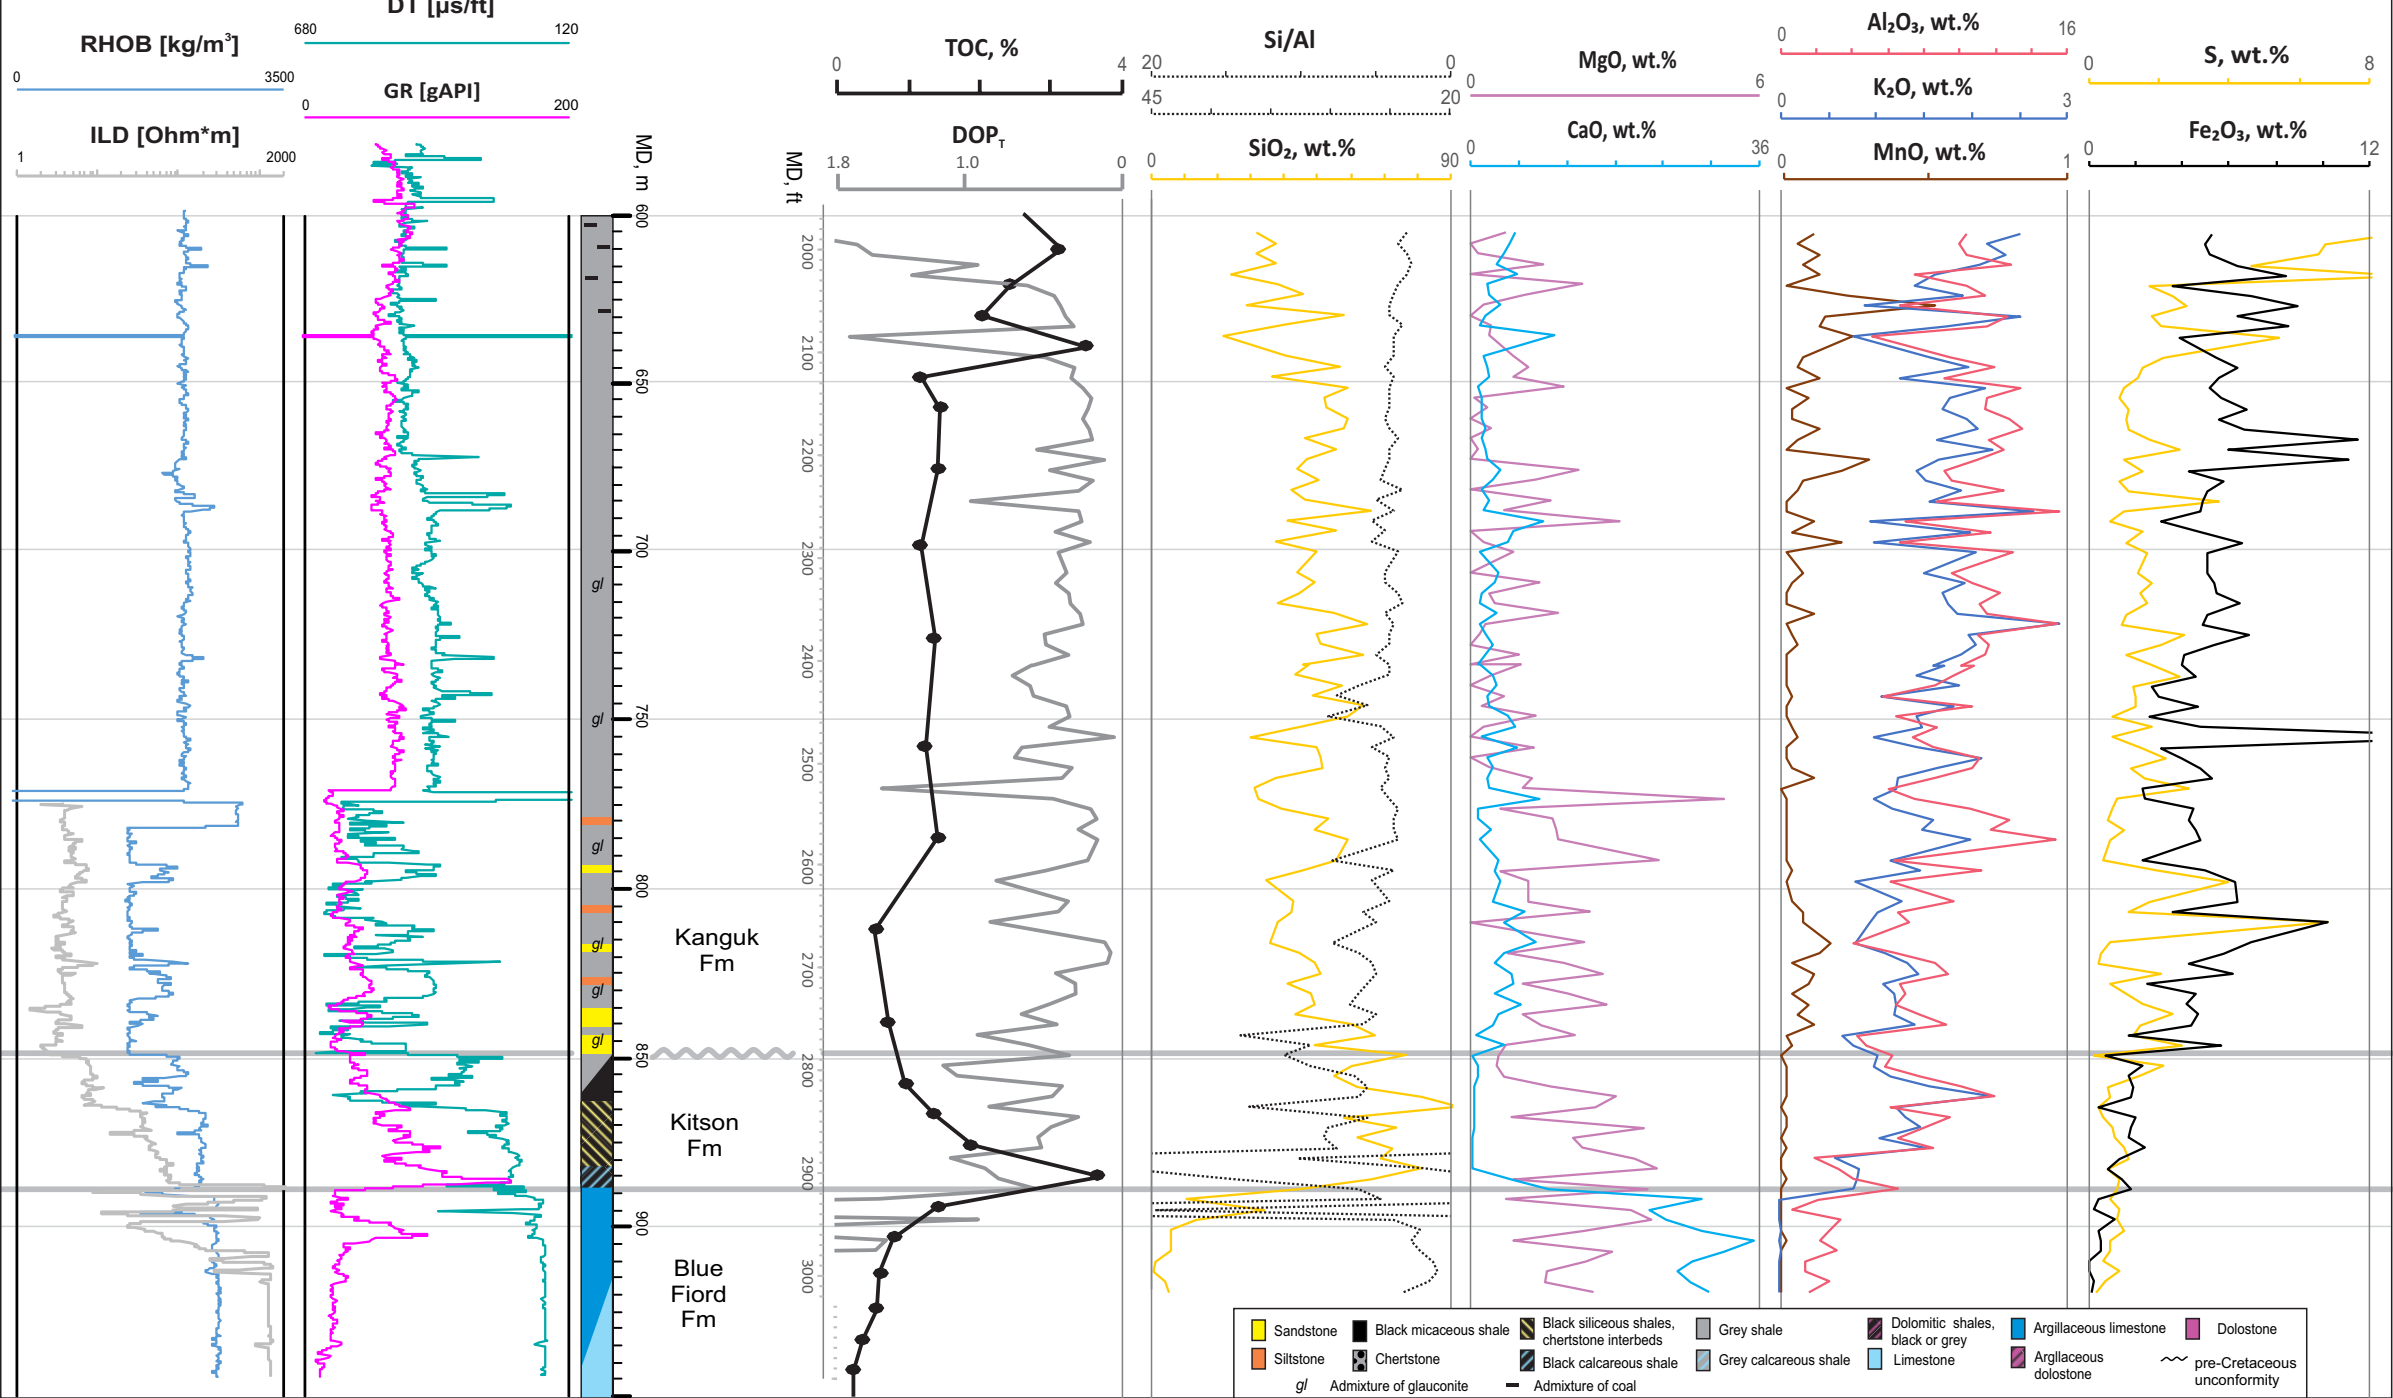 DT [µs/ft]
680 120
RHOB [kg/m³]
0 3500
GR [gAPI]
0 200
ILD [Ohm*m]
1 2000
MD, m
600
650
700
750
800
850
900
gl
gl
gl
gl
gl
gl
Kanguk
Fm
Kitson
Fm
Blue
Fiord
Fm
TOC, %
0 4
DOPT
1.8 1.0 0
MD, ft
2000
2100
2200
2300
2400
2500
2600
2700
2800
2900
3000
Si/Al
20 0
45 20
SiO₂, wt.%
0 90
MgO, wt.%
0 6
CaO, wt.%
0 36
Al₂O₃, wt.%
0 16
K₂O, wt.%
0 3
MnO, wt.%
0 1
S, wt.%
0 8
Fe₂O₃, wt.%
0 12
Sandstone
Siltstone
Black micaceous shale
Chertstone
gl Admixture of glauconite
Black siliceous shales,
chertstone interbeds
Black calcareous shale
Admixture of coal
Grey shale
Grey calcareous shale
Dolomitic shales,
black or grey
Limestone
Argillaceous limestone
Argllaceous
dolostone
Dolostone
pre-Cretaceous
unconformity